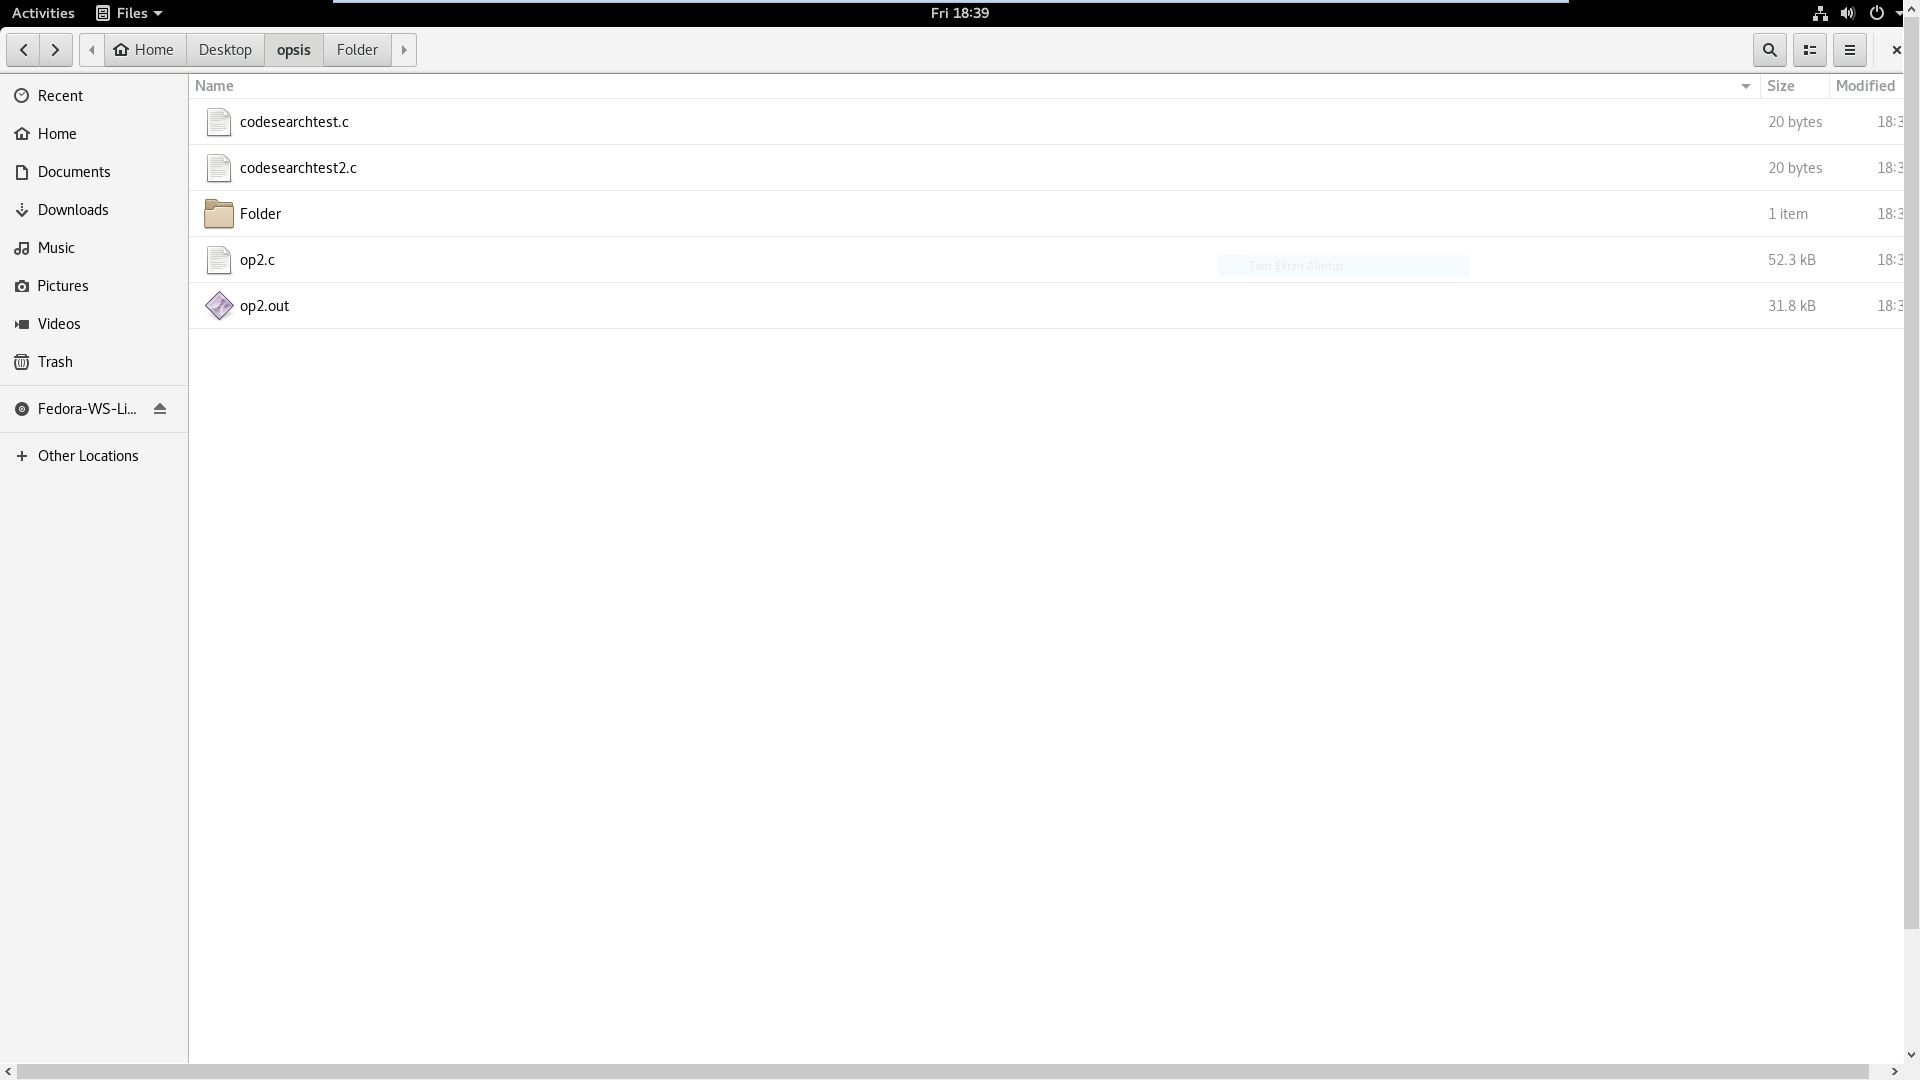 Activities Files Fri 18:39
Home Desktop opsis Folder
Name Size Modified
Recent
codesearchtest.c 20 bytes 18:3
Home
codesearchtest2.c 20 bytes 18:3
Documents
Downloads
Folder 1 item 18:3
Music
op2.c 52.3 kB 18:3
Tam Ekran Alıntısı
Pictures
op2.out 31.8 kB 18:3
Videos
Trash
Fedora-WS-Li...
Other Locations